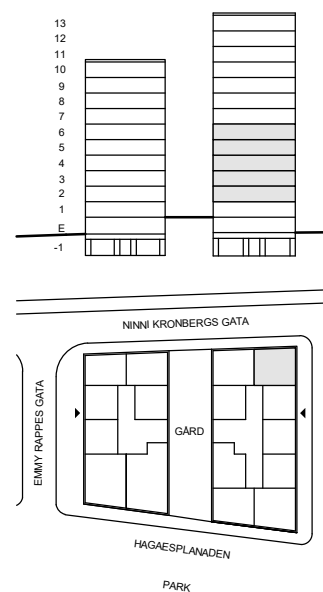 13
12
11
10
9
8
7
6
5
4
3
2
1
E
-1
NINNI KRONBERGS GATA
EMMY RAPPES GATA
GÅRD
HAGAESPLANADEN
PARK